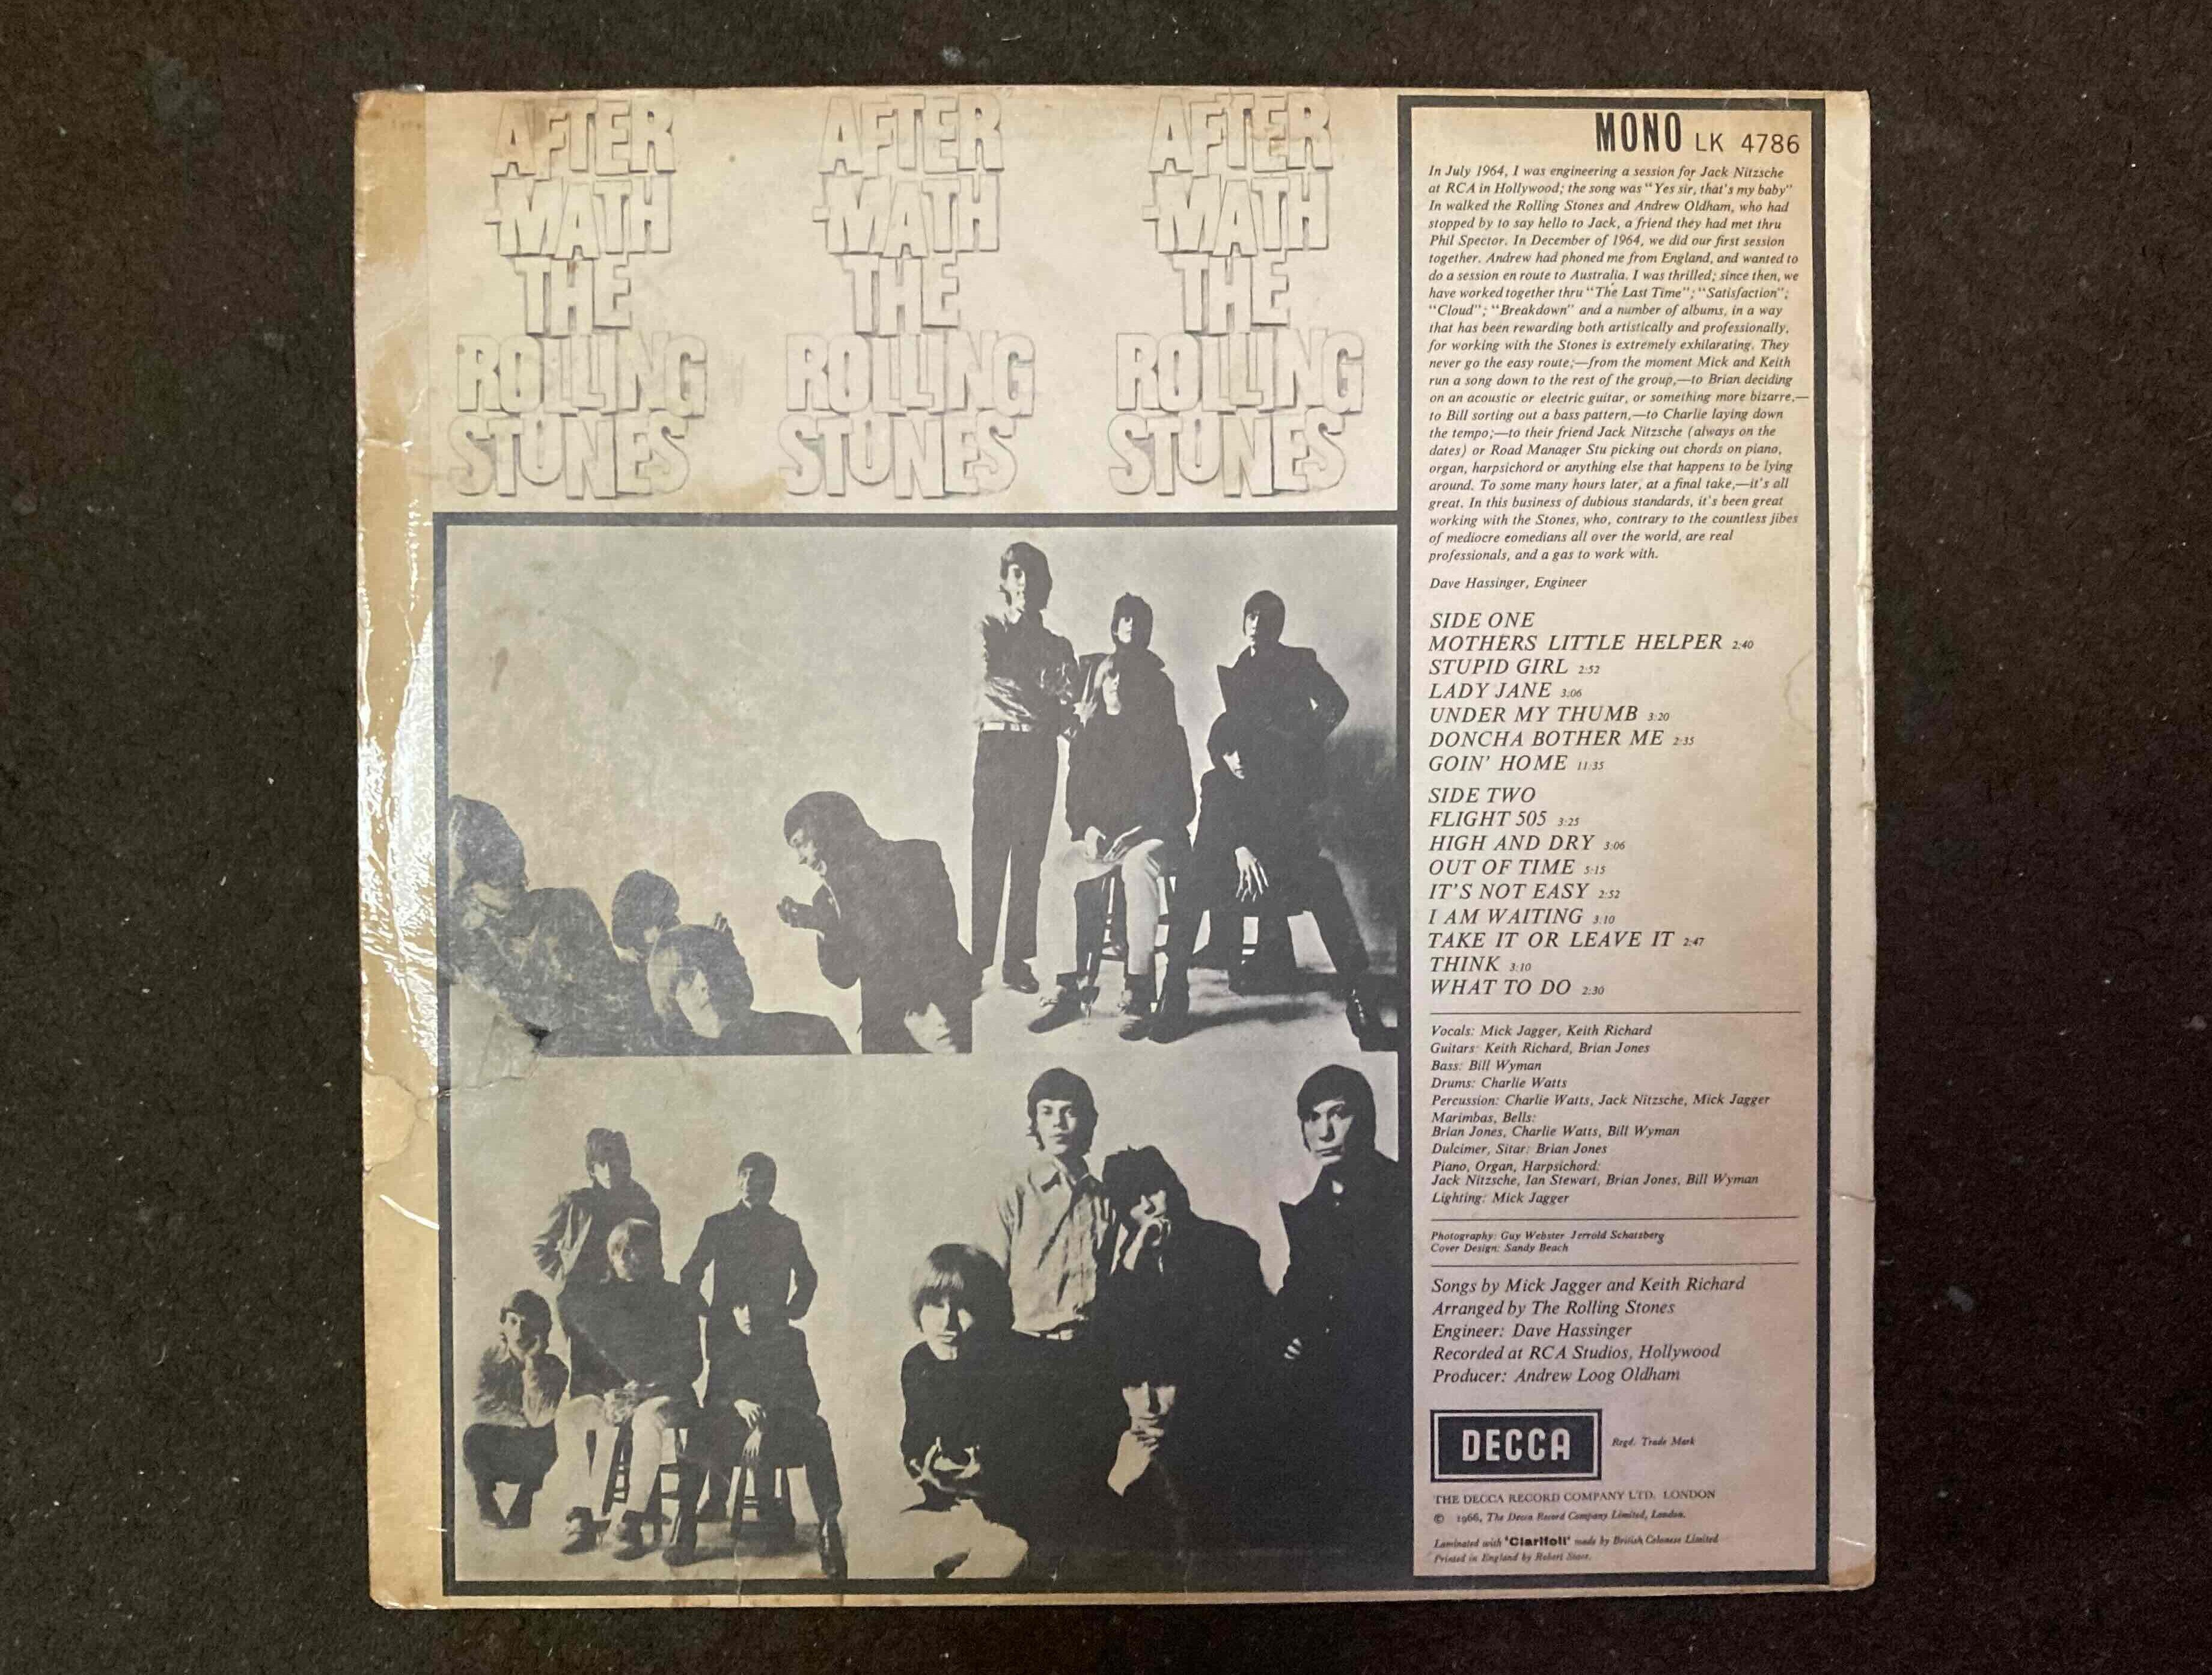 AFTER
-MATH
THE
ROLLING
STONES
AFTER
-MATH
THE
ROLLING
STONES
AFTER
-MATH
THE
ROLLING
STONES
MONO LK 4786
In July 1964, I was engineering a session for Jack Nitzsche
at RCA in Hollywood; the song was "Yes sir, that's my baby"
In walked the Rolling Stones and Andrew Oldham, who had
stopped by to say hello to Jack, a friend they had met thru
Phil Spector. In December of 1964, we did our first session
together. Andrew had phoned me from England, and wanted to
do a session en route to Australia. I was thrilled; since then, we
have worked together thru "The Last Time"; "Satisfaction";
"Cloud"; "Breakdown" and a number of albums, in a way
that has been rewarding both artistically and professionally,
for working with the Stones is extremely exhilarating. They
never go the easy route;—from the moment Mick and Keith
run a song down to the rest of the group,—to Brian deciding
on an acoustic or electric guitar, or something more bizarre,—
to Bill sorting out a bass pattern,—to Charlie laying down
the tempo;—to their friend Jack Nitzsche (always on the
dates) or Road Manager Stu picking out chords on piano,
organ, harpsichord or anything else that happens to be lying
around. To some many hours later, at a final take,—it's all
great. In this business of dubious standards, it's been great
working with the Stones, who, contrary to the countless jibes
of mediocre comedians all over the world, are real
professionals, and a gas to work with.
Dave Hassinger, Engineer
SIDE ONE
MOTHERS LITTLE HELPER 2:40
STUPID GIRL 2:52
LADY JANE 3:06
UNDER MY THUMB 3:20
DONCHA BOTHER ME 2:35
GOIN' HOME 11:35
SIDE TWO
FLIGHT 505 3:25
HIGH AND DRY 3:06
OUT OF TIME 5:15
IT'S NOT EASY 2:52
I AM WAITING 3:10
TAKE IT OR LEAVE IT 2:47
THINK 3:10
WHAT TO DO 2:30
Vocals: Mick Jagger, Keith Richard
Guitars: Keith Richard, Brian Jones
Bass: Bill Wyman
Drums: Charlie Watts
Percussion: Charlie Watts, Jack Nitzsche, Mick Jagger
Marimbas, Bells:
Brian Jones, Charlie Watts, Bill Wyman
Dulcimer, Sitar: Brian Jones
Piano, Organ, Harpsichord:
Jack Nitzsche, Ian Stewart, Brian Jones, Bill Wyman
Lighting: Mick Jagger
Photography: Guy Webster Jerrold Schatzberg
Cover Design: Sandy Beach
Songs by Mick Jagger and Keith Richard
Arranged by The Rolling Stones
Engineer: Dave Hassinger
Recorded at RCA Studios, Hollywood
Producer: Andrew Loog Oldham
DECCA Regd. Trade Mark
THE DECCA RECORD COMPANY LTD. LONDON
© 1966, The Decca Record Company Limited, London.
Laminated with 'Clarifoil' made by British Celanese Limited
Printed in England by Robert Stace.